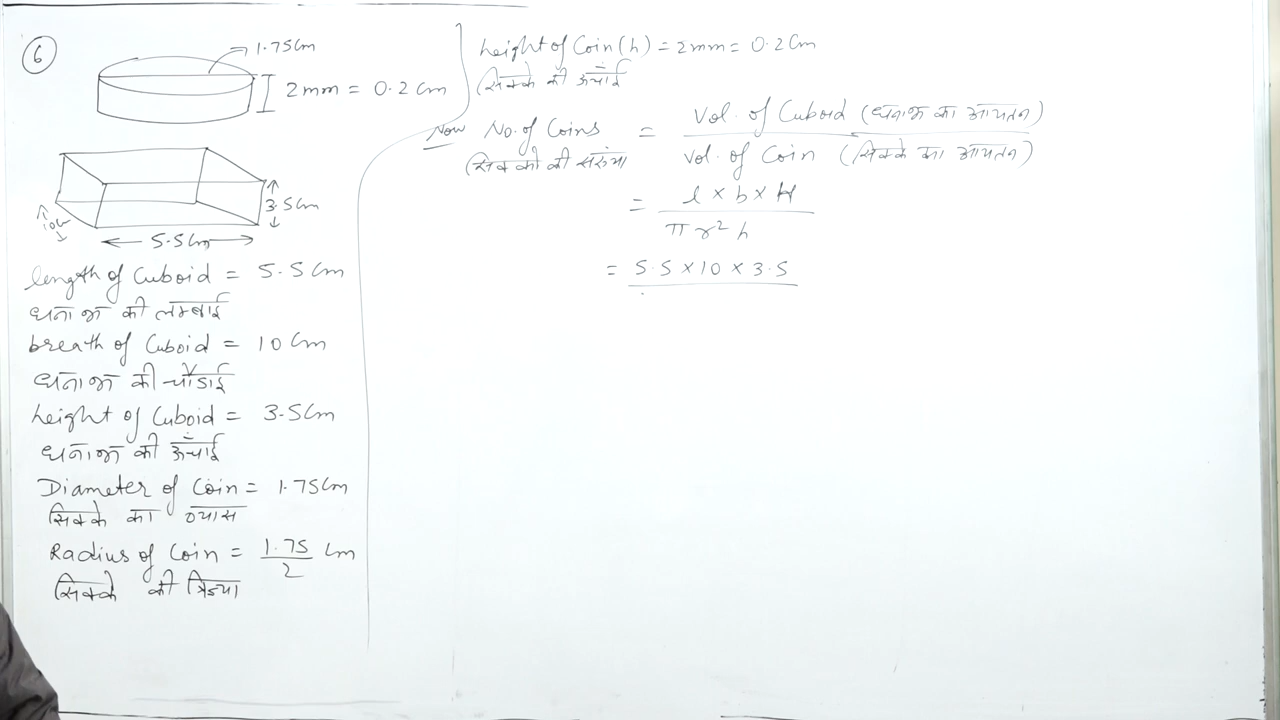 6
1.75cm
2mm = 0.2 cm
3.5cm
10cm
5.5cm
length of Cuboid = 5.5 cm
घनाभ की लम्बाई
breath of Cuboid = 10 cm
घनाभ की चौडाई
height of Cuboid = 3.5cm
घनाभ की ऊंचाई
Diameter of Coin = 1.75cm
सिक्के का व्यास
Radius of Coin = 1.75/2 cm
सिक्के की त्रिज्या
height of Coin (h) = 2mm = 0.2 cm
सिक्के की ऊंचाई
Now No. of Coins = Vol. of Cuboid (घनाभ का आयतन) / Vol. of Coin (सिक्के का आयतन)
(सिक्को की संख्या
= l × b × H / π r² h
= 5.5 × 10 × 3.5